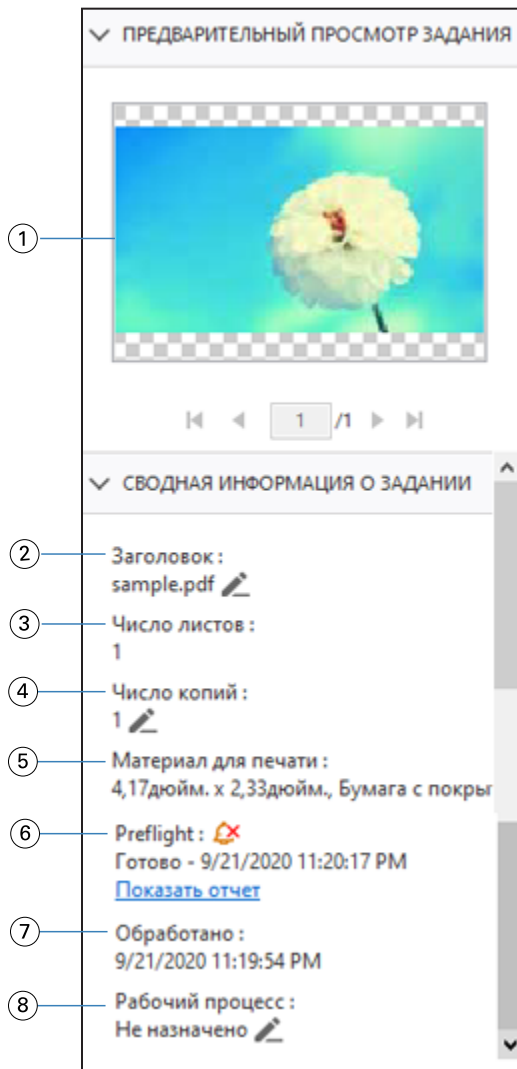 ПРЕДВАРИТЕЛЬНЫЙ ПРОСМОТР ЗАДАНИЯ
1
1 /1
СВОДНАЯ ИНФОРМАЦИЯ О ЗАДАНИИ
2 Заголовок :
sample.pdf
3 Число листов :
1
4 Число копий :
1
5 Материал для печати :
4,17дюйм. x 2,33дюйм., Бумага с покры
6 Preflight :
Готово - 9/21/2020 11:20:17 PM
Показать отчет
7 Обработано :
9/21/2020 11:19:54 PM
8 Рабочий процесс :
Не назначено